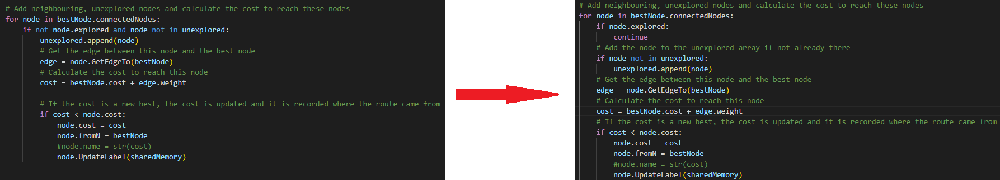 # Add neighbouring, unexplored nodes and calculate the cost to reach these nodes
for node in bestNode.connectedNodes:
    if not node.explored and node not in unexplored:
        unexplored.append(node)
        # Get the edge between this node and the best node
        edge = node.GetEdgeTo(bestNode)
        # Calculate the cost to reach this node
        cost = bestNode.cost + edge.weight

        # If the cost is a new best, the cost is updated and it is recorded where the route came from
        if cost < node.cost:
            node.cost = cost
            node.fromN = bestNode
            #node.name = str(cost)
            node.UpdateLabel(sharedMemory)
# Add neighbouring, unexplored nodes and calculate the cost to reach these nodes
for node in bestNode.connectedNodes:
    if node.explored:
        continue
    # Add the node to the unexplored array if not already there
    if node not in unexplored:
        unexplored.append(node)
    # Get the edge between this node and the best node
    edge = node.GetEdgeTo(bestNode)
    # Calculate the cost to reach this node
    cost = bestNode.cost + edge.weight
    # If the cost is a new best, the cost is updated and it is recorded where the route came from
    if cost < node.cost:
        node.cost = cost
        node.fromN = bestNode
        #node.name = str(cost)
        node.UpdateLabel(sharedMemory)